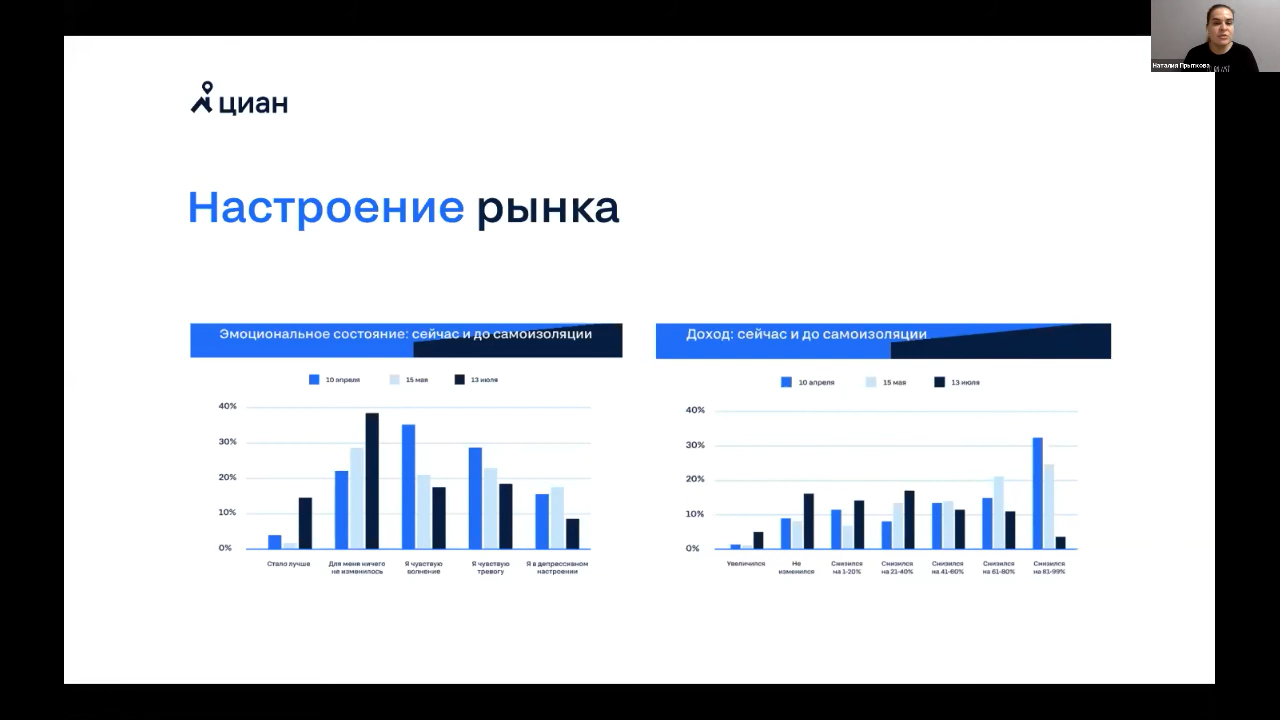 Наталия Прыткова
циан
Настроение рынка
Эмоциональное состояние: сейчас и до самоизоляции
10 апреля 15 мая 13 июля
40%
30%
20%
10%
0%
Стало лучше
Для меня ничего
не изменилось
Я чувствую
волнение
Я чувствую
тревогу
Я в депрессивном
настроении
Доход: сейчас и до самоизоляции
10 апреля 15 мая 13 июля
40%
30%
20%
10%
0%
Увеличился
Не
изменился
Снизился
на 1-20%
Снизился
на 21-40%
Снизился
на 41-60%
Снизился
на 61-80%
Снизился
на 81-99%